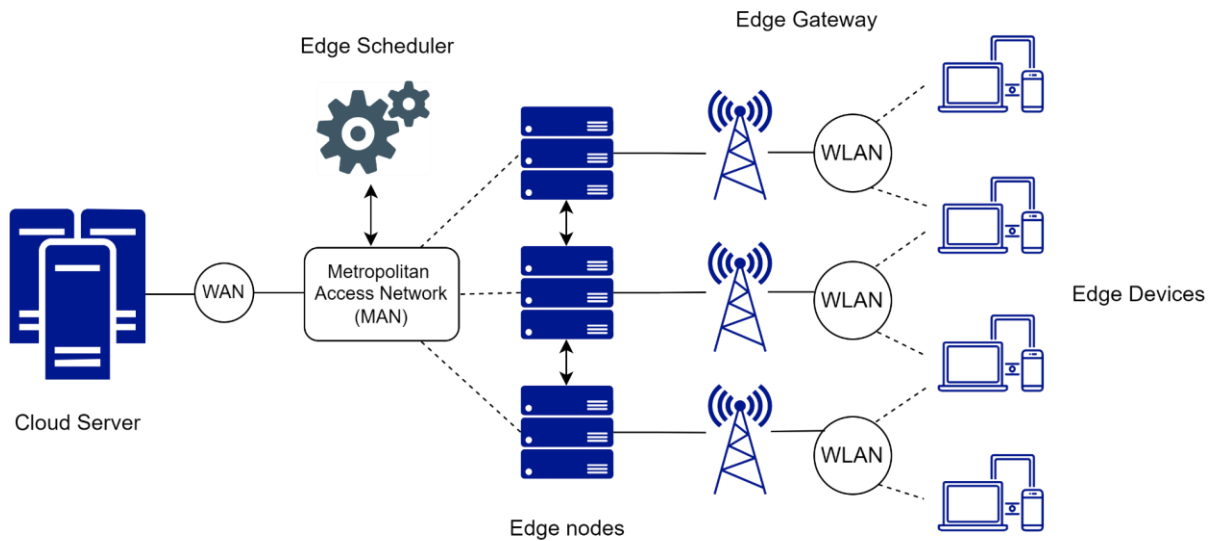 Edge Gateway
Edge Scheduler
WLAN
Metropolitan
Access Network
(MAN)
WAN
WLAN
Edge Devices
Cloud Server
WLAN
Edge nodes